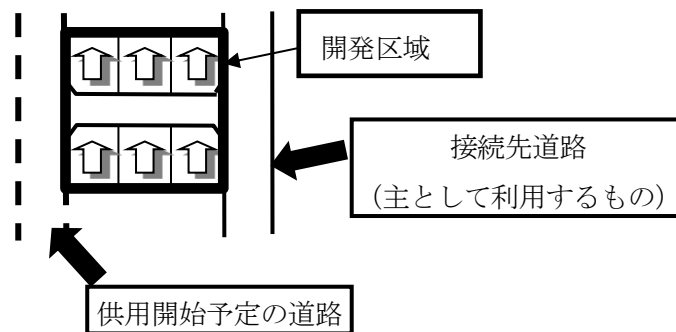 開発区域
接続先道路
（主として利用するもの）
供用開始予定の道路